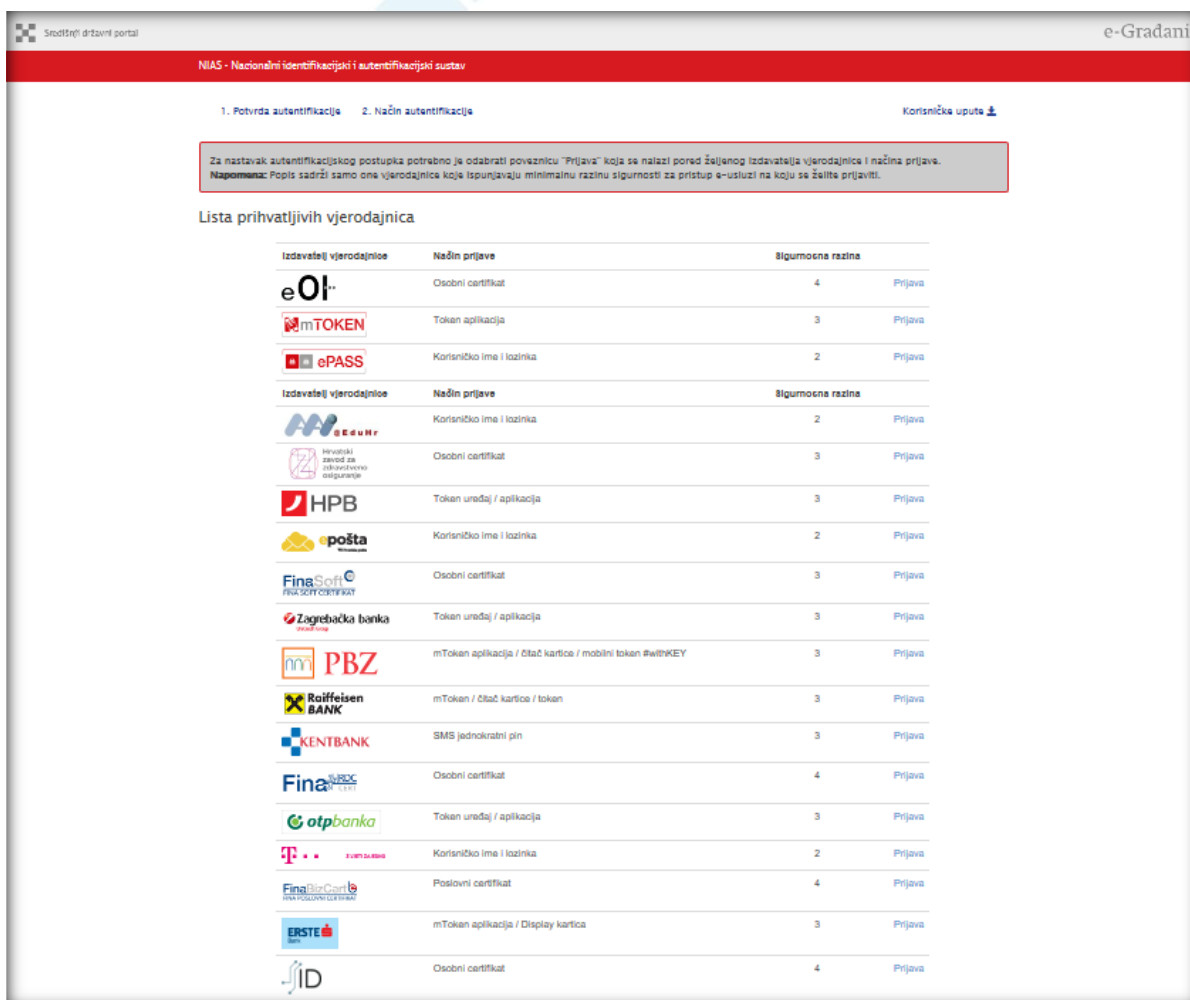 Središnji državni portal
e-Građani
NIAS - Nacionalni identifikacijski i autentifikacijski sustav
1. Potvrda autentifikacije 2. Način autentifikacije Korisničke upute
Za nastavak autentifikacijskog postupka potrebno je odabrati poveznicu "Prijava" koja se nalazi pored željenog izdavatelja vjerodajnice i načina prijave.
Napomena: Popis sadrži samo one vjerodajnice koje ispunjavaju minimalnu razinu sigurnosti za pristup e-usluzi na koju se želite prijaviti.
Lista prihvatljivih vjerodajnica
Izdavatelj vjerodajnice Način prijave Sigurnosna razina
eOI Osobni certifikat 4 Prijava
mTOKEN Token aplikacija 3 Prijava
ePASS Korisničko ime i lozinka 2 Prijava
Izdavatelj vjerodajnice Način prijave Sigurnosna razina
@EduHr Korisničko ime i lozinka 2 Prijava
Hrvatski
zavod za
zdravstveno
osiguranje
Osobni certifikat 3 Prijava
HPB Token uređaj / aplikacija 3 Prijava
epošta Korisničko ime i lozinka 2 Prijava
FinaSoft Osobni certifikat 3 Prijava
FINA SOFT CERTIFIKAT
Zagrebačka banka Token uređaj / aplikacija 3 Prijava
PBZ mToken aplikacija / čitač kartice / mobilni token #withKEY 3 Prijava
Raiffeisen
BANK
mToken / čitač kartice / token 3 Prijava
KENTBANK SMS jednokratni pin 3 Prijava
Fina RDC Osobni certifikat 4 Prijava
CERT
otpbanka Token uređaj / aplikacija 3 Prijava
T Korisničko ime i lozinka 2 Prijava
FinaBizCert Poslovni certifikat 4 Prijava
FINA POSLOVNI CERTIFIKAT
ERSTE mToken aplikacija / Display kartica 3 Prijava
Bank
ID Osobni certifikat 4 Prijava